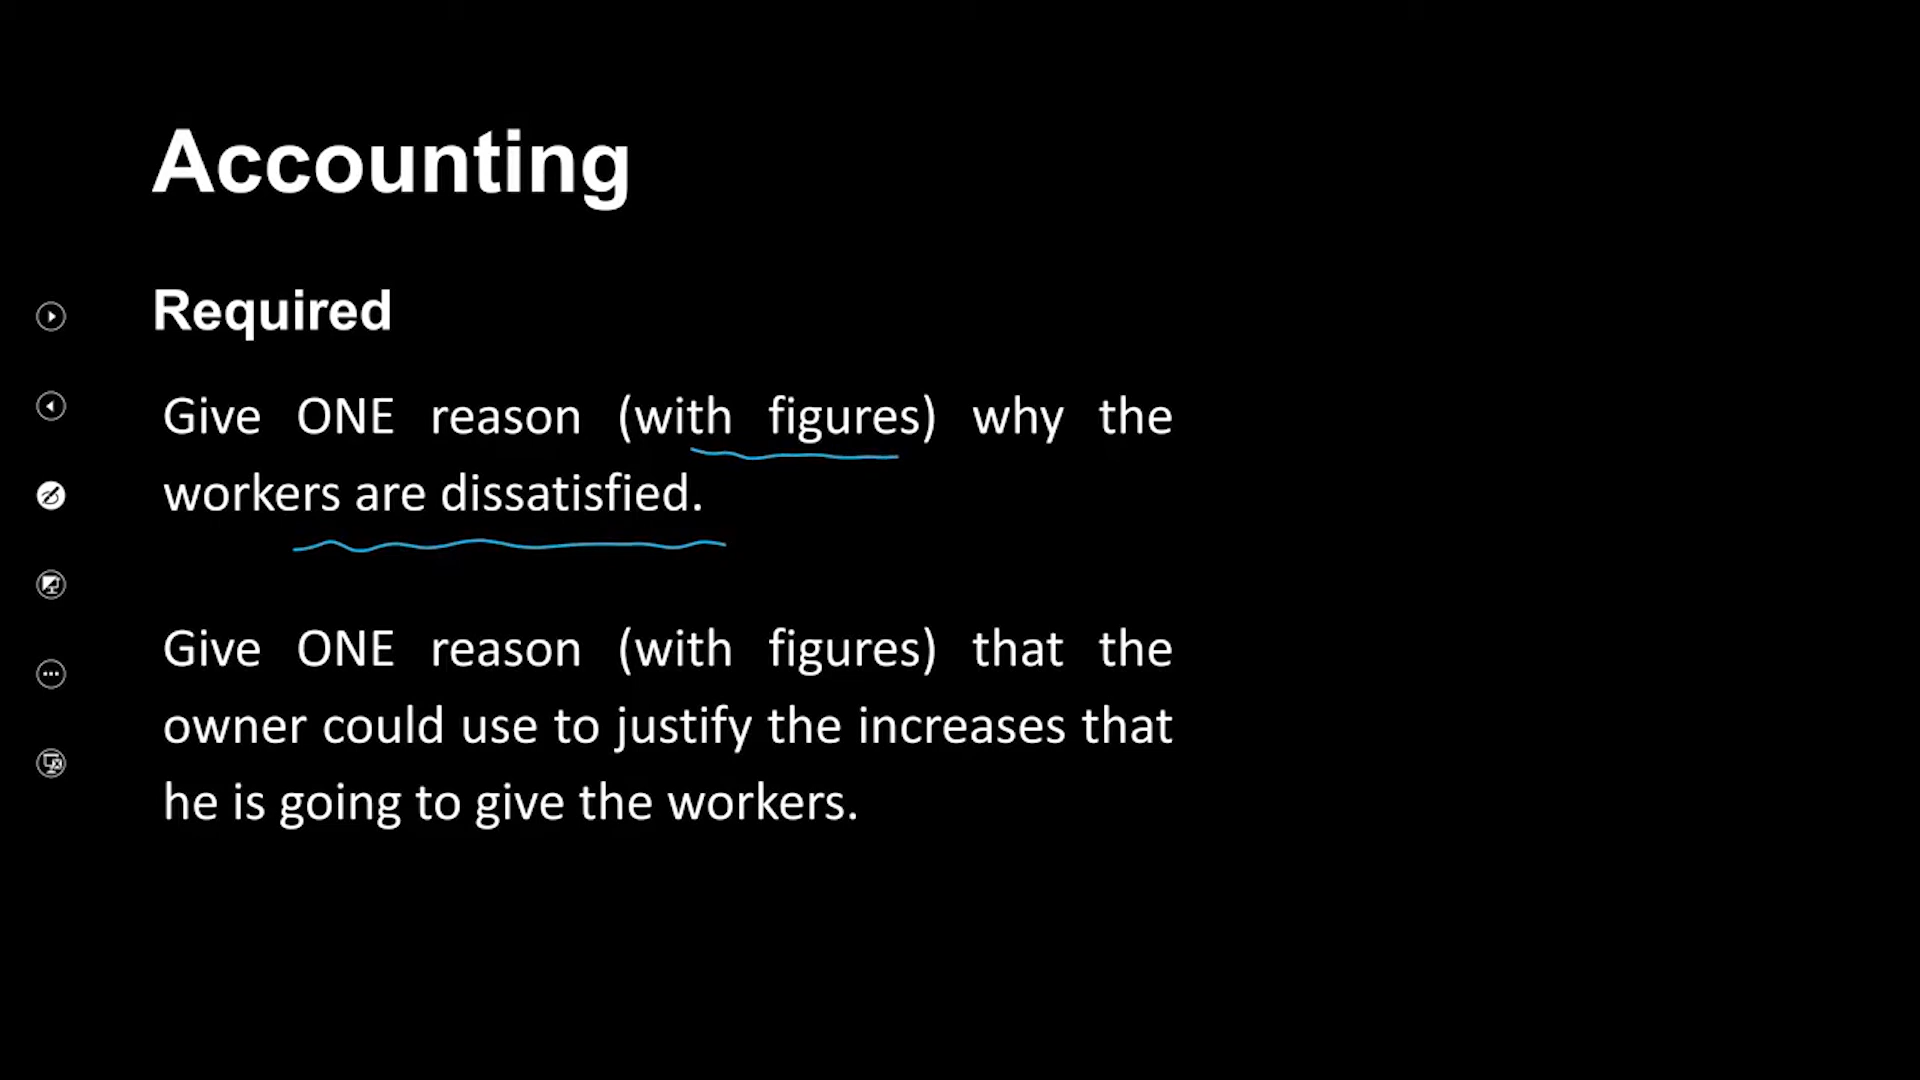 Accounting
Required
Give ONE reason (with figures) why the
workers are dissatisfied.
Give ONE reason (with figures) that the
owner could use to justify the increases that
he is going to give the workers.